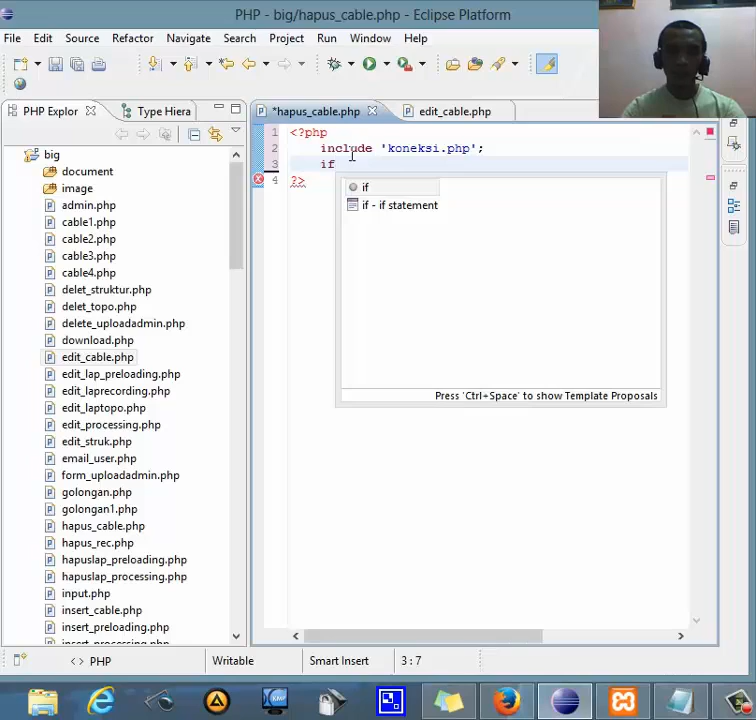 PHP - big/hapus_cable.php - Eclipse Platform
File Edit Source Refactor Navigate Search Project Run Window Help
PHP Explor Type Hiera
*hapus_cable.php edit_cable.php
big
document
image
admin.php
cable1.php
cable2.php
cable3.php
cable4.php
delet_struktur.php
delet_topo.php
delete_uploadadmin.php
download.php
edit_cable.php
edit_lap_preloading.php
edit_laprecording.php
edit_laptopo.php
edit_processing.php
edit_struk.php
email_user.php
form_uploadadmin.php
golongan.php
golongan1.php
hapus_cable.php
hapus_rec.php
hapuslap_preloading.php
hapuslap_processing.php
input.php
insert_cable.php
insert_preloading.php
insert_processing.php
1 <?php
2 include 'koneksi.php';
3 if
4 ?>
if
if - if statement
Press 'Ctrl+Space' to show Template Proposals
<> PHP Writable Smart Insert 3 : 7